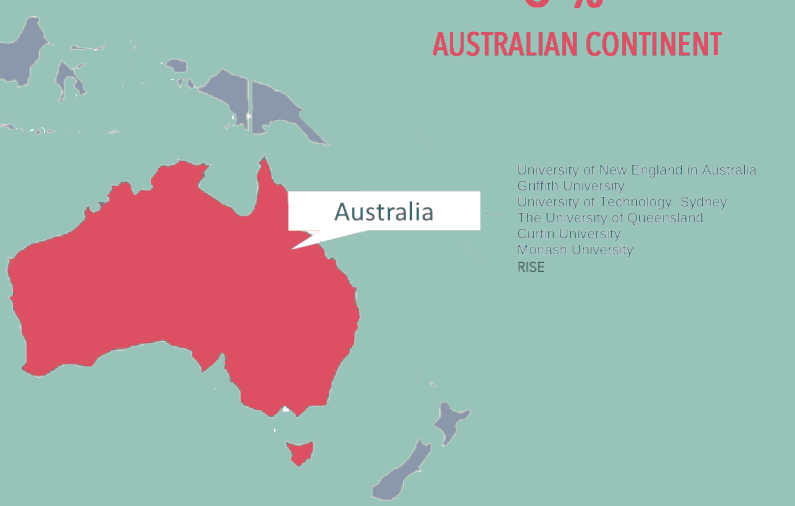 %
AUSTRALIAN CONTINENT
University of New England in Australia
Griffith University
University of Technology, Sydney
Australia
The University of Queensland
Curtin University
Monash University
RISE